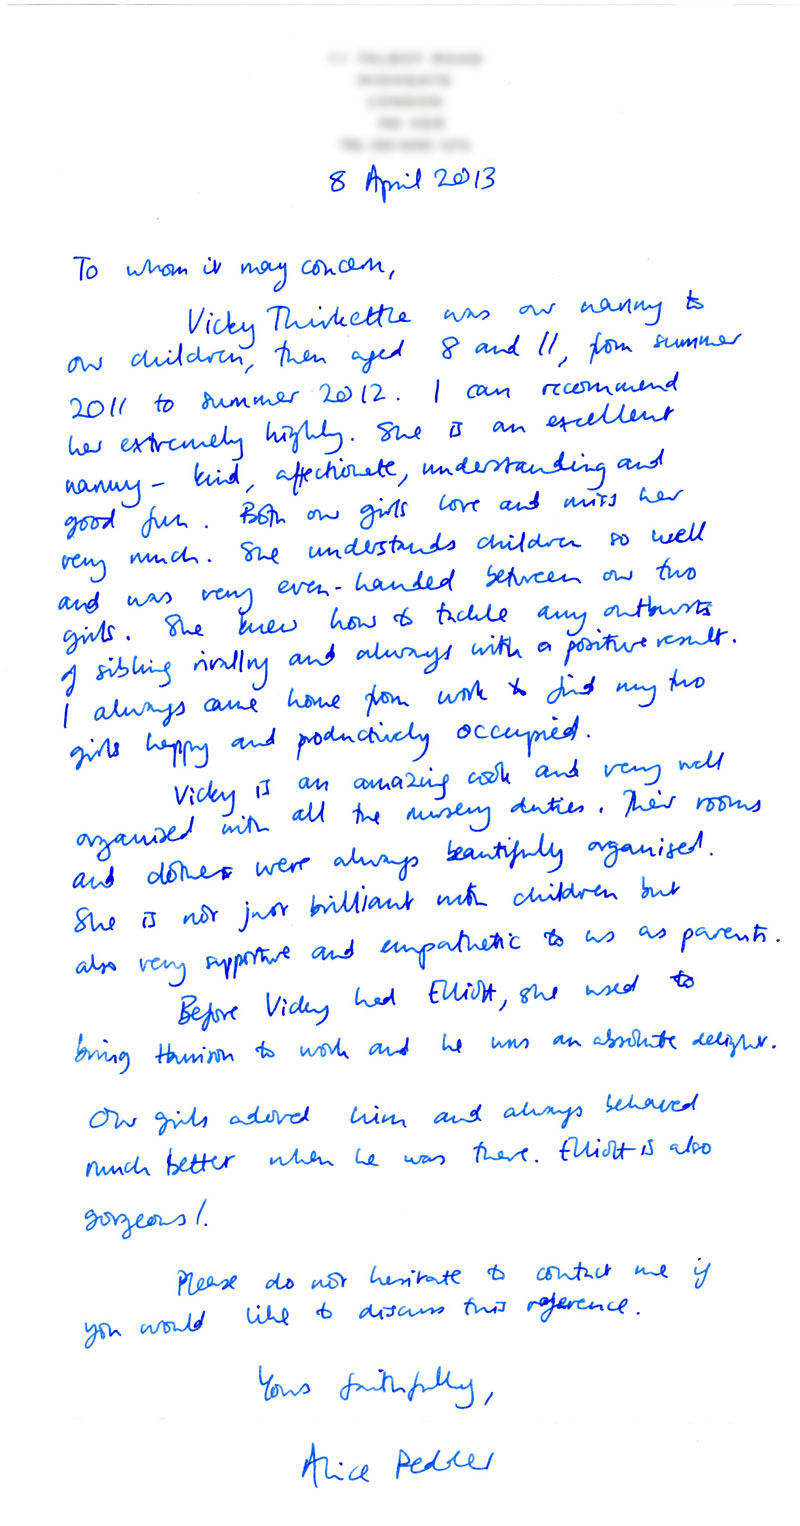 8 April 2013
To whom it may concern,
Vicky Thirkettle was our nanny to
our children, then aged 8 and 11, from summer
2011 to summer 2012. I can recommend
her extremely highly. She is an excellent
nanny - kind, affectionate, understanding and
good fun. Both our girls love and miss her
very much. She understands children so well
and was very even-handed between our two
girls. She knew how to tackle any outbursts
of sibling rivalry and always with a positive result.
I always came home from work to find my two
girls happy and productively occupied.
Vicky is an amazing cook and very well
organised with all the nursery duties. Their rooms
and clothes were always beautifully organised.
She is not just brilliant with children but
also very supportive and empathetic to us as parents.
Before Vicky had Elliott, she used to
bring Harrison to work and he was an absolute delight.
Our girls adored him and always behaved
much better when he was there. Elliott is also
gorgeous!.
Please do not hesitate to contact me if
you would like to discuss this reference.
Yours faithfully,
Alice Pedder